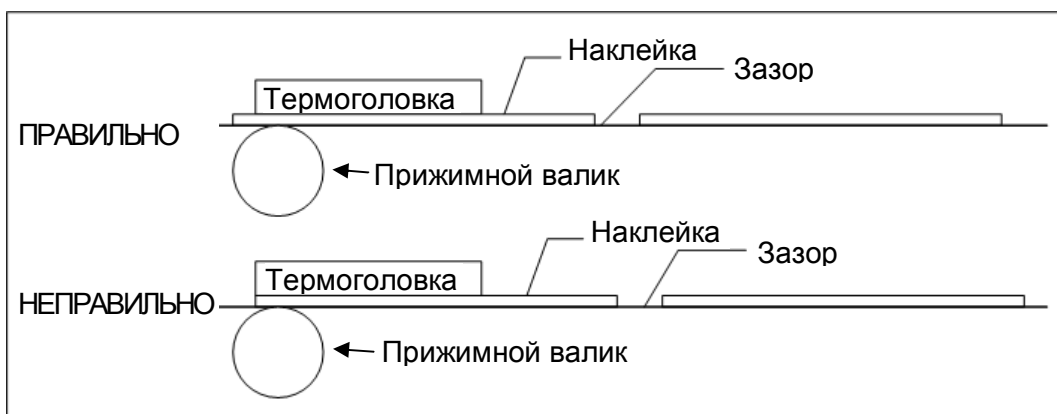 Наклейка
Зазор
Термоголовка
ПРАВИЛЬНО
Прижимной валик
Наклейка
Зазор
Термоголовка
НЕПРАВИЛЬНО
Прижимной валик